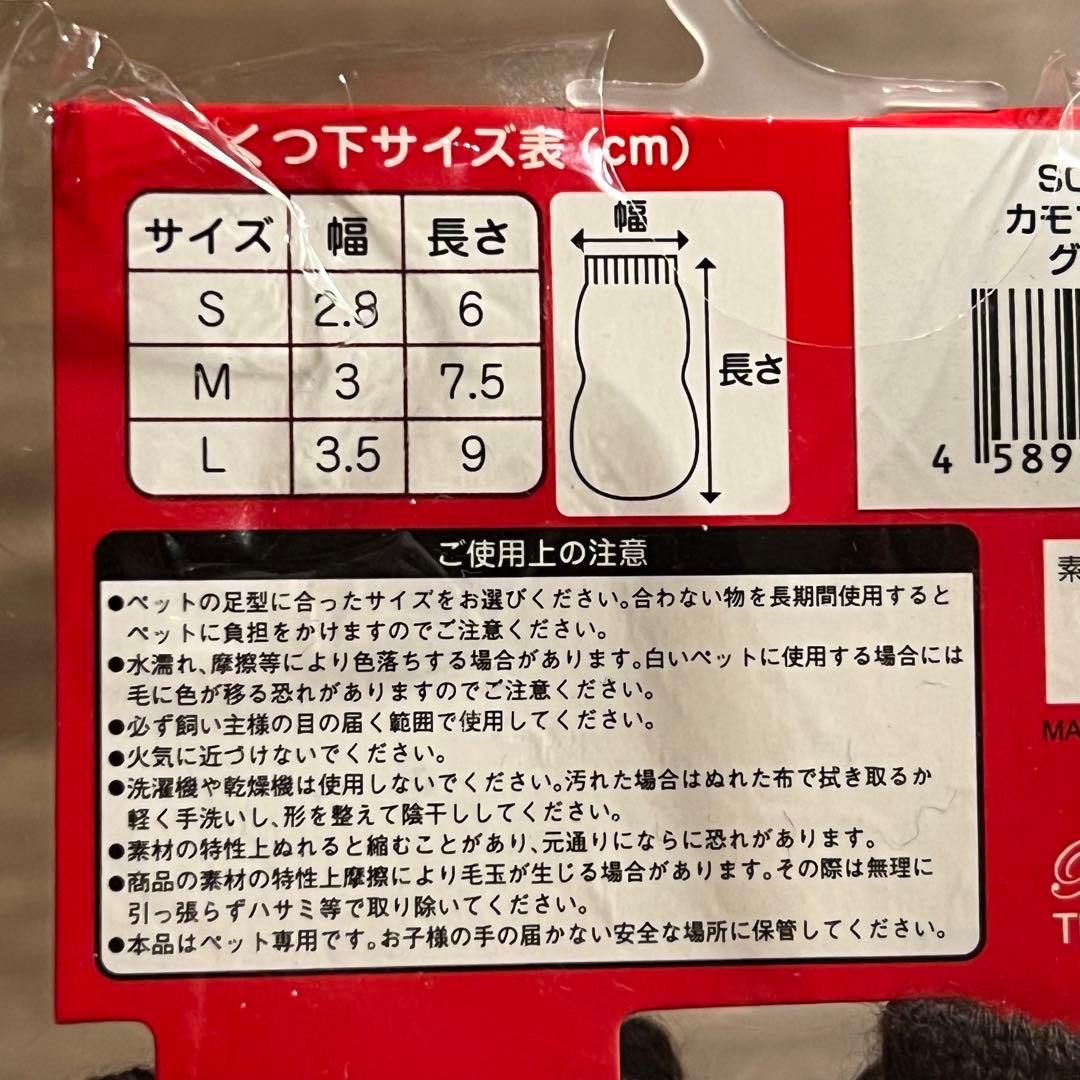 くつ下サイズ表(cm)
サイズ 幅 長さ
S 2.8 6
M 3 7.5
L 3.5 9
幅
長さ
カモ
グ
4 589
ご使用上の注意
●ペットの足型に合ったサイズをお選びください。合わない物を長期間使用すると
ペットに負担をかけますのでご注意ください。
●水濡れ、摩擦等により色落ちする場合があります。白いペットに使用する場合には
毛に色が移る恐れがありますのでご注意ください。
●必ず飼い主様の目の届く範囲で使用してください。
●火気に近づけないでください。
●洗濯機や乾燥機は使用しないでください。汚れた場合はぬれた布で拭き取るか
軽く手洗いし、形を整えて陰干ししてください。
●素材の特性上ぬれると縮むことがあり、元通りにならに恐れがあります。
●商品の素材の特性上摩擦により毛玉が生じる場合があります。その際は無理に
引っ張らずハサミ等で取り除いてください。
●本品はペット専用です。お子様の手の届かない安全な場所に保管してください。
素
MA